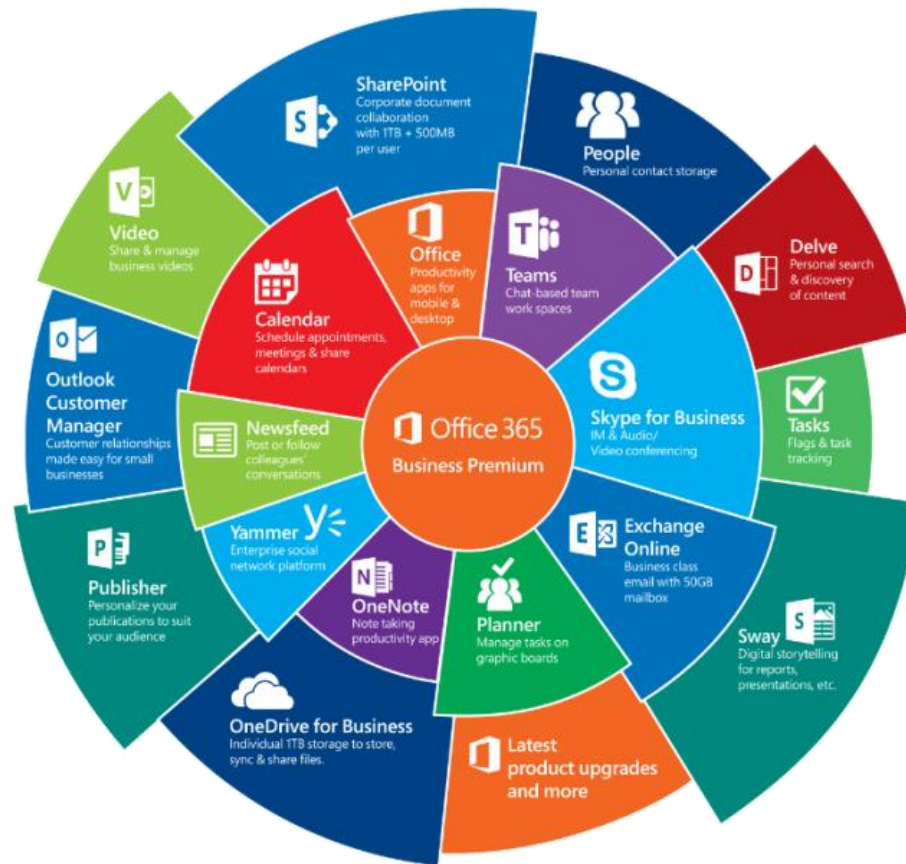 SharePoint
Corporate document
collaboration
with 1TB + 500MB
per user
People
Personal contact storage
Delve
Personal search
& discovery
of content
Tasks
Flags & task
tracking
Sway
Digital storytelling
for reports,
presentations, etc.
Latest
product upgrades
and more
OneDrive for Business
Individual 1TB storage to store,
sync & share files.
Publisher
Personalize your
publications to suit
your audience
Outlook
Customer
Manager
Customer relationships
made easy for small
businesses
Video
Share & manage
business videos
Office
Productivity
apps for
mobile &
desktop
Teams
Chat-based team
work spaces
Skype for Business
IM & Audio/
Video conferencing
Exchange
Online
Business class
email with 50GB
mailbox
Planner
Manage tasks on
graphic boards
OneNote
Note taking
productivity app
Yammer
Enterprise social
network platform
Newsfeed
Post or follow
colleagues'
conversations
Calendar
Schedule appointments,
meetings & share
calendars
Office 365
Business Premium